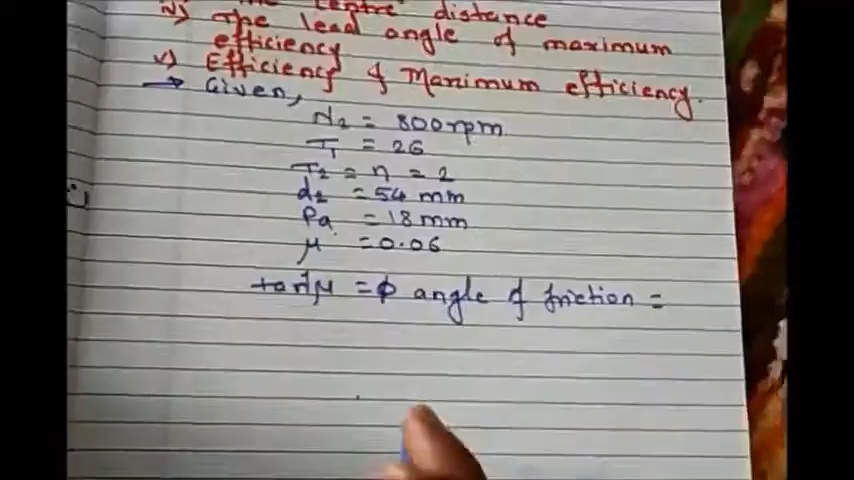 centre distance
iv) The lead angle of maximum
efficiency
v) Efficiency & Maximum efficiency.
→ Given,
N₂ = 800 rpm
T₁ = 26
T₂ = n = 2
d₂ = 54 mm
Pa = 18 mm
μ = 0.06
tan⁻¹μ = φ angle of friction =